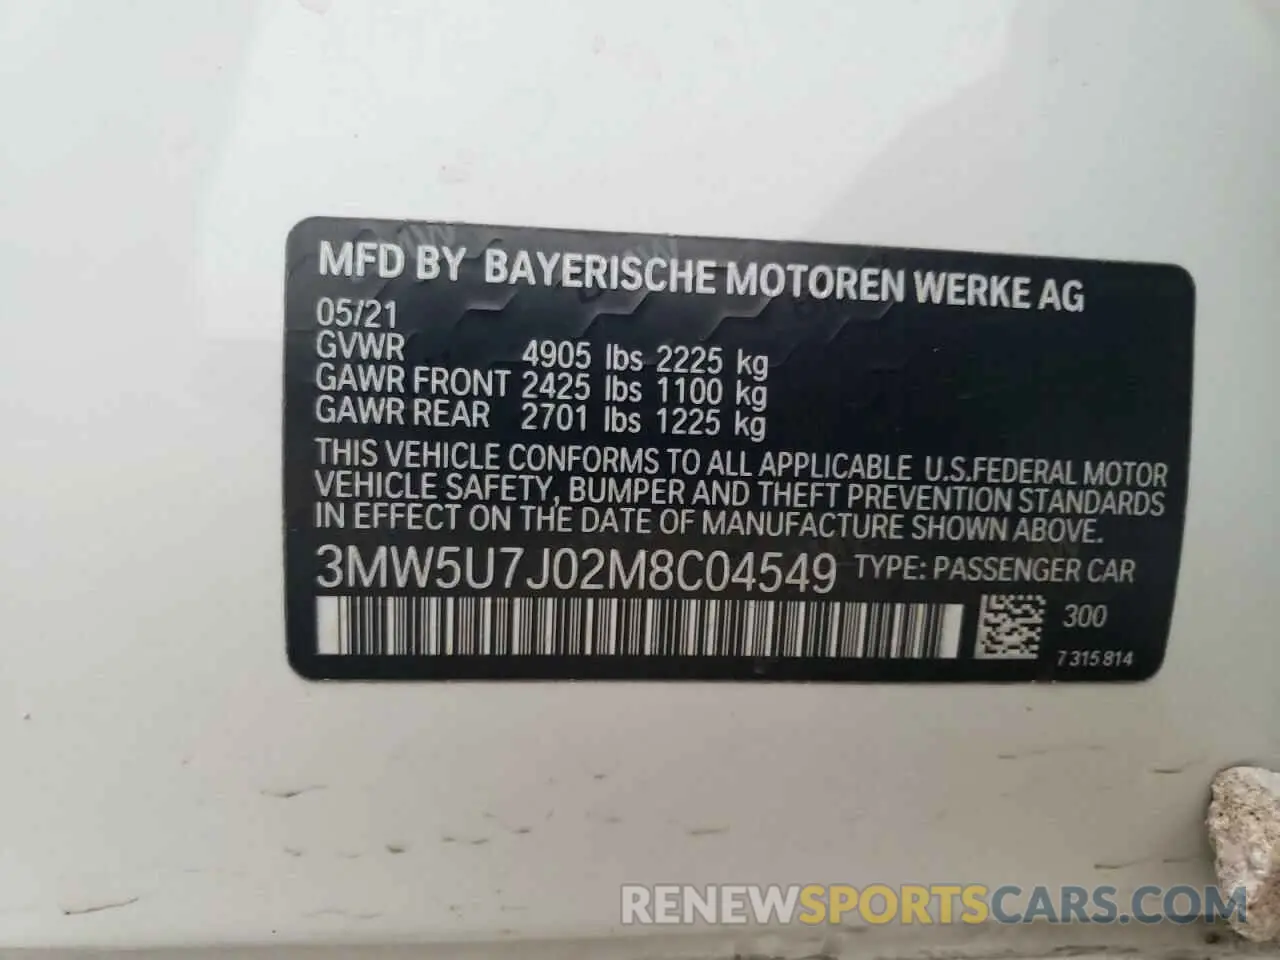 MFD BY BAYERISCHE MOTOREN WERKE AG
05/21
GVWR 4905 lbs 2225 kg
GAWR FRONT 2425 lbs 1100 kg
GAWR REAR 2701 lbs 1225 kg
THIS VEHICLE CONFORMS TO ALL APPLICABLE U.S.FEDERAL MOTOR
VEHICLE SAFETY, BUMPER AND THEFT PREVENTION STANDARDS
IN EFFECT ON THE DATE OF MANUFACTURE SHOWN ABOVE.
3MW5U7J02M8C04549 TYPE: PASSENGER CAR
300
7 315 814
RENEWSPORTSCARS.COM